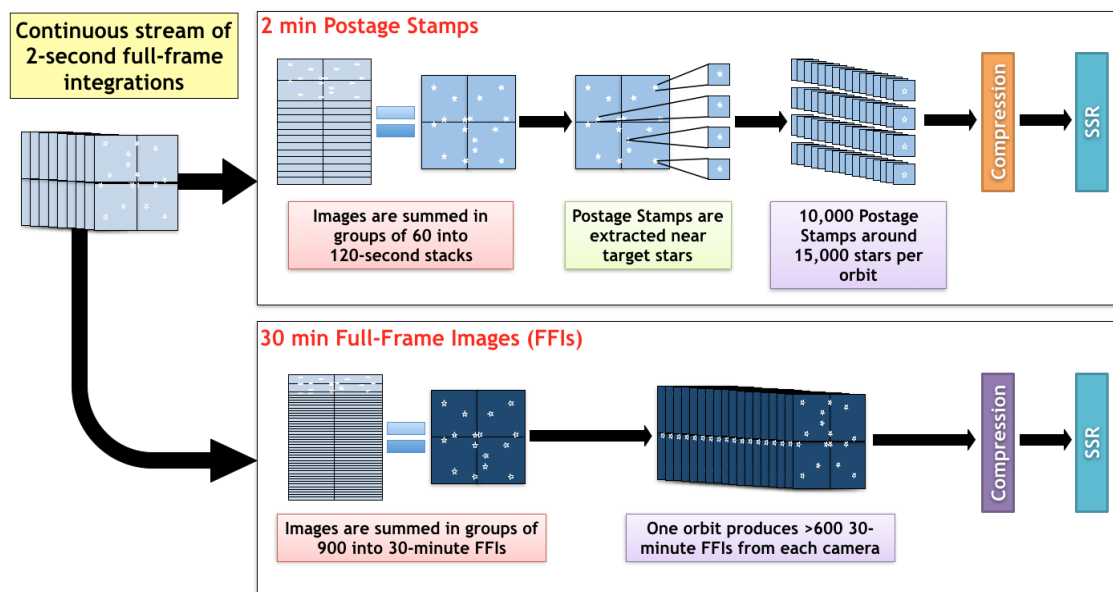 Continuous stream of
2-second full-frame
integrations
2 min Postage Stamps
Images are summed in
groups of 60 into
120-second stacks
Postage Stamps are
extracted near
target stars
10,000 Postage
Stamps around
15,000 stars per
orbit
Compression
SSR
30 min Full-Frame Images (FFIs)
Images are summed in groups of
900 into 30-minute FFIs
One orbit produces >600 30-
minute FFIs from each camera
Compression
SSR